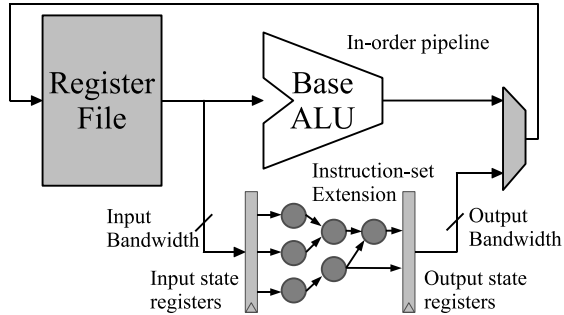 In-order pipeline
Register
File
Base
ALU
Instruction-set
Extension
Input
Bandwidth
Output
Bandwidth
Input state
registers
Output state
registers